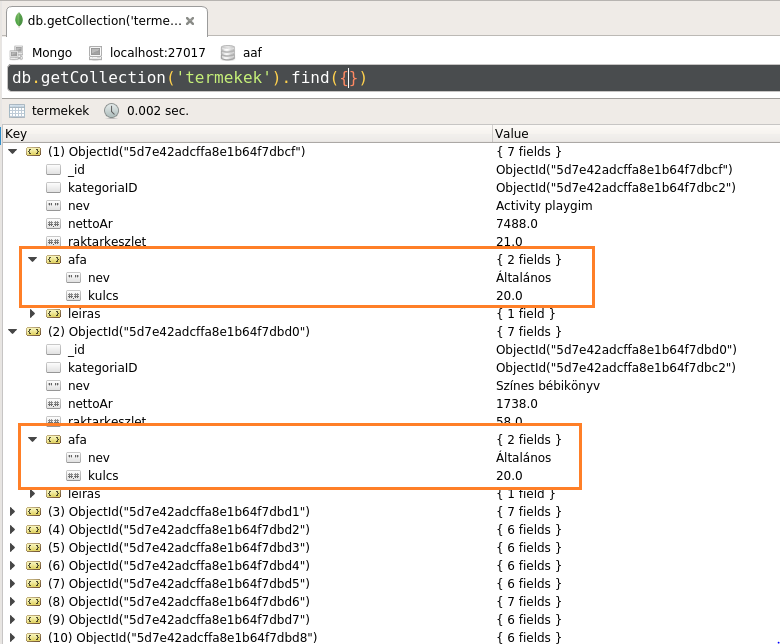 db.getCollection('terme... ×
Mongo localhost:27017 aaf
db.getCollection('termekek').find({})
termekek 0.002 sec.
Key Value
(1) ObjectId("5d7e42adcffa8e1b64f7dbcf") { 7 fields }
_id ObjectId("5d7e42adcffa8e1b64f7dbcf")
kategoriaID ObjectId("5d7e42adcffa8e1b64f7dbc2")
nev Activity playgim
nettoAr 7488.0
raktarkeszlet 21.0
afa { 2 fields }
nev Általános
kulcs 20.0
leiras { 1 field }
(2) ObjectId("5d7e42adcffa8e1b64f7dbd0") { 7 fields }
_id ObjectId("5d7e42adcffa8e1b64f7dbd0")
kategoriaID ObjectId("5d7e42adcffa8e1b64f7dbc2")
nev Színes bébikönyv
nettoAr 1738.0
raktarkeszlet 58.0
afa { 2 fields }
nev Általános
kulcs 20.0
leiras { 1 field }
(3) ObjectId("5d7e42adcffa8e1b64f7dbd1") { 7 fields }
(4) ObjectId("5d7e42adcffa8e1b64f7dbd2") { 6 fields }
(5) ObjectId("5d7e42adcffa8e1b64f7dbd3") { 6 fields }
(6) ObjectId("5d7e42adcffa8e1b64f7dbd4") { 6 fields }
(7) ObjectId("5d7e42adcffa8e1b64f7dbd5") { 6 fields }
(8) ObjectId("5d7e42adcffa8e1b64f7dbd6") { 7 fields }
(9) ObjectId("5d7e42adcffa8e1b64f7dbd7") { 6 fields }
(10) ObjectId("5d7e42adcffa8e1b64f7dbd8") { 6 fields }